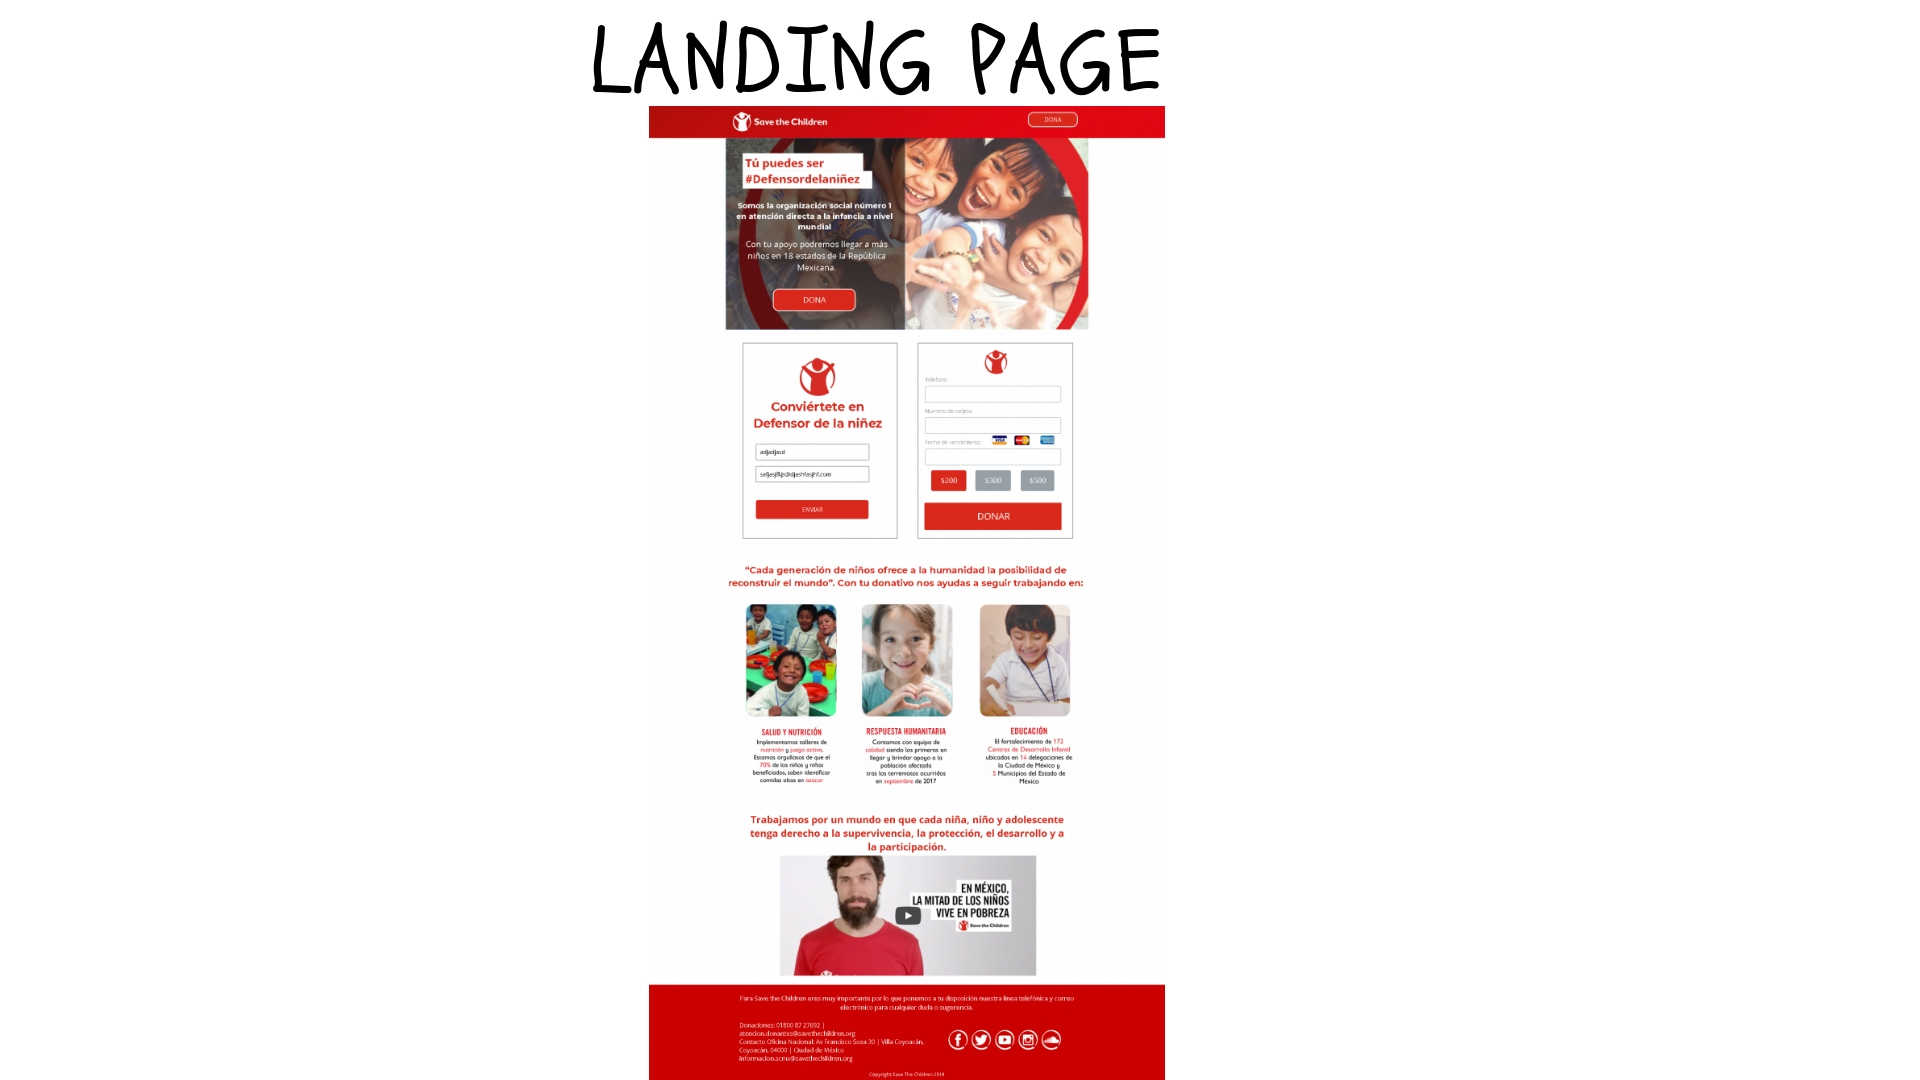 LANDING PAGE
Save the Children
DONA
Tú puedes ser
#Defensordelaniñez
Somos la organización social número 1
en atención directa a la infancia a nivel
mundial
Con tu apoyo podremos llegar a más
niños en 18 estados de la República
Mexicana.
DONA
Conviértete en
Defensor de la niñez
ENVIAR
Teléfono
Número de tarjeta
Fecha de vencimiento
VISA
$200 $300 $500
DONAR
“Cada generación de niños ofrece a la humanidad la posibilidad de
reconstruir el mundo”. Con tu donativo nos ayudas a seguir trabajando en:
SALUD Y NUTRICIÓN
Implementamos talleres de
nutrición y juego activo.
Estamos orgullosos de que el
70% de los niños y niñas
beneficiados, saben identificar
comidas altas en azúcar
RESPUESTA HUMANITARIA
Contamos con equipo de
calidad siendo los primeros en
llegar y brindar apoyo a la
población afectada
tras los terremotos ocurridos
en septiembre de 2017
EDUCACIÓN
El fortalecimiento de 172
Centros de Desarrollo Infantil
ubicados en 14 delegaciones de
la Ciudad de México y
5 Municipios del Estado de
México
Trabajamos por un mundo en que cada niña, niño y adolescente
tenga derecho a la supervivencia, la protección, el desarrollo y a
la participación.
EN MÉXICO,
LA MITAD DE LOS NIÑOS
VIVE EN POBREZA
Save the Children
Para Save the Children eres muy importante por lo que ponemos a tu disposición nuestra línea telefónica y correo
electrónico para cualquier duda o sugerencia.
Donaciones: 01800 87 27692 |
atencion.donantes@savethechildren.org
Contacto Oficina Nacional: Av Francisco Sosa 30 | Villa Coyoacán,
Coyoacán, 04000 | Ciudad de México
informacion.scmx@savethechildren.org
Copyright Save The Children 2018